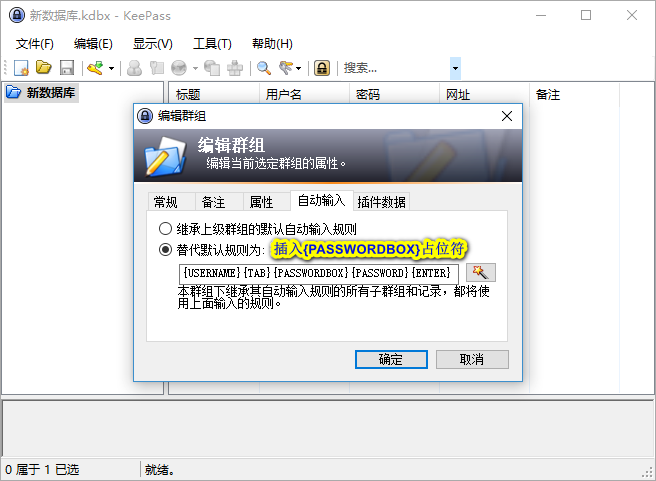 新数据库.kdbx - KeePass
文件(F) 编辑(E) 显示(V) 工具(T) 帮助(H)
搜索...
新数据库
标题 用户名 密码 网址 备注
编辑群组
编辑群组
编辑当前选定群组的属性。
常规 备注 属性 自动输入 插件数据
继承上级群组的默认自动输入规则
替代默认规则为: 插入{PASSWORDBOX}占位符
{USERNAME}{TAB}{PASSWORDBOX}{PASSWORD}{ENTER}
本群组下继承其自动输入规则的所有子群组和记录，都将使
用上面输入的规则。
确定 取消
0 属于 1 已选 就绪。